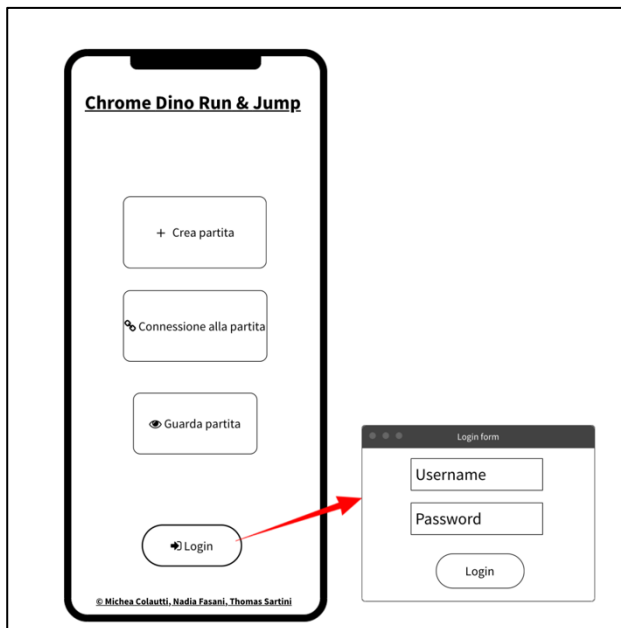 Chrome Dino Run & Jump
+ Crea partita
Connessione alla partita
Guarda partita
Login
© Michea Colautti, Nadia Fasani, Thomas Sartini
Login form
Username
Password
Login